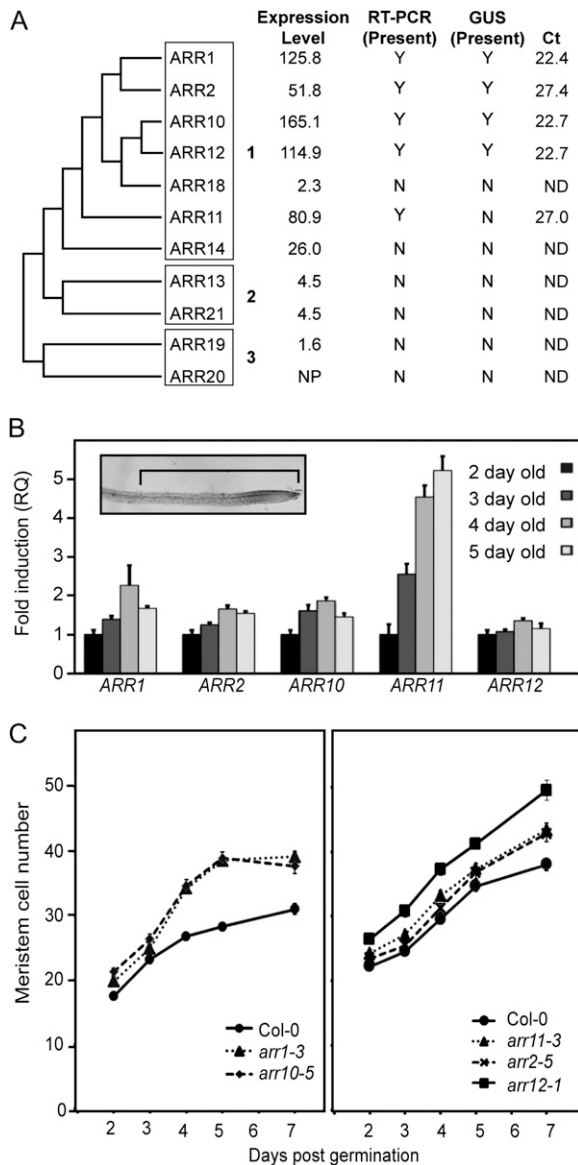 A
Expression Level RT-PCR (Present) GUS (Present) Ct
ARR1 125.8 Y Y 22.4
ARR2 51.8 Y Y 27.4
ARR10 165.1 Y Y 22.7
ARR12 114.9 Y Y 22.7
1
ARR18 2.3 N N ND
ARR11 80.9 Y N 27.0
ARR14 26.0 N N ND
ARR13 4.5 N N ND
2
ARR21 4.5 N N ND
ARR19 1.6 N N ND
3
ARR20 NP N N ND
B
Fold induction (RQ)
5
4
3
2
1
0
2 day old
3 day old
4 day old
5 day old
ARR1 ARR2 ARR10 ARR11 ARR12
C
Meristem cell number
50
40
30
20
10
0
Col-0
arr1-3
arr10-5
Col-0
arr11-3
arr2-5
arr12-1
2 3 4 5 7 2 3 4 5 7
Days post germination